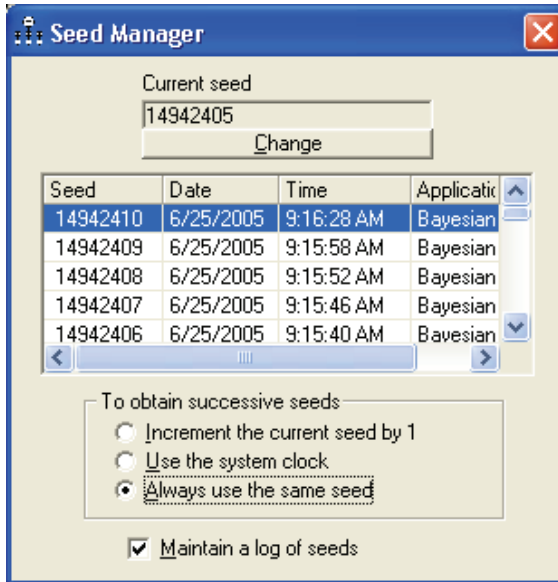 Seed Manager
Current seed
14942405
Change
Seed Date Time Applicatic
14942410 6/25/2005 9:16:28 AM Bayesian
14942409 6/25/2005 9:15:58 AM Bayesian
14942408 6/25/2005 9:15:52 AM Bayesian
14942407 6/25/2005 9:15:46 AM Bayesian
14942406 6/25/2005 9:15:40 AM Bayesian
To obtain successive seeds
Increment the current seed by 1
Use the system clock
Always use the same seed
Maintain a log of seeds